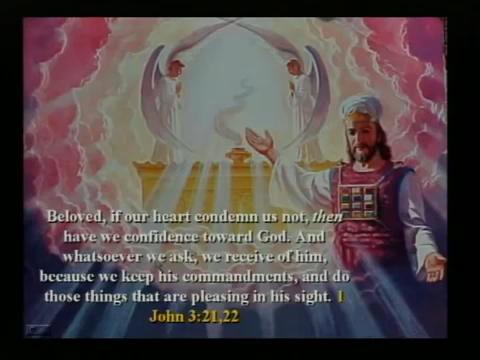 Beloved, if our heart condemn us not, then
have we confidence toward God. And
whatsoever we ask, we receive of him,
because we keep his commandments, and do
those things that are pleasing in his sight. 1
John 3:21,22